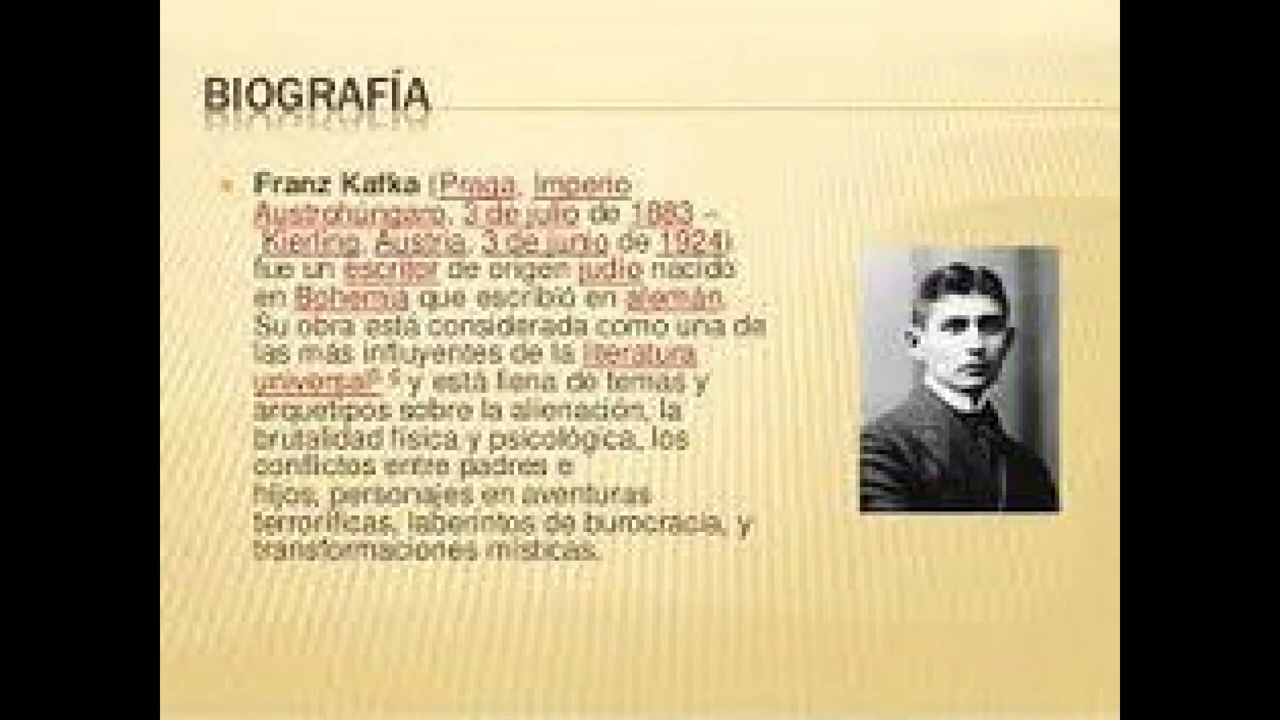 BIOGRAFÍA
Franz Kafka (Praga, Imperio
Austrohúngaro, 3 de julio de 1883 –
Kierling, Austria, 3 de junio de 1924)
fue un escritor de origen judío nacido
en Bohemia que escribió en alemán.
Su obra está considerada como una de
las más influyentes de la literatura
universal y está llena de temas y
arquetipos sobre la alienación, la
brutalidad física y psicológica, los
conflictos entre padres e
hijos, personajes en aventuras
terroríficas, laberintos de burocracia, y
transformaciones místicas.